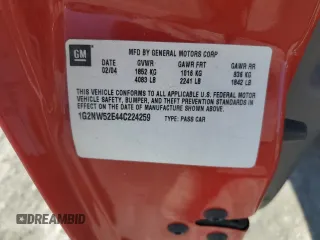 GM
MFD BY GENERAL MOTORS CORP
DATE GVWR GAWR FRT GAWR RR
02/04 1852 KG 1016 KG 836 KG
4083 LB 2241 LB 1842 LB
THIS VEHICLE CONFORMS TO ALL APPLICABLE U.S. FEDERAL MOTOR
VEHICLE SAFETY, BUMPER, AND THEFT PREVENTION STANDARDS IN
EFFECT ON THE DATE OF MANUFACTURE SHOWN ABOVE.
1G2NW52E44C224259 TYPE: PASS CAR
DREAMBID